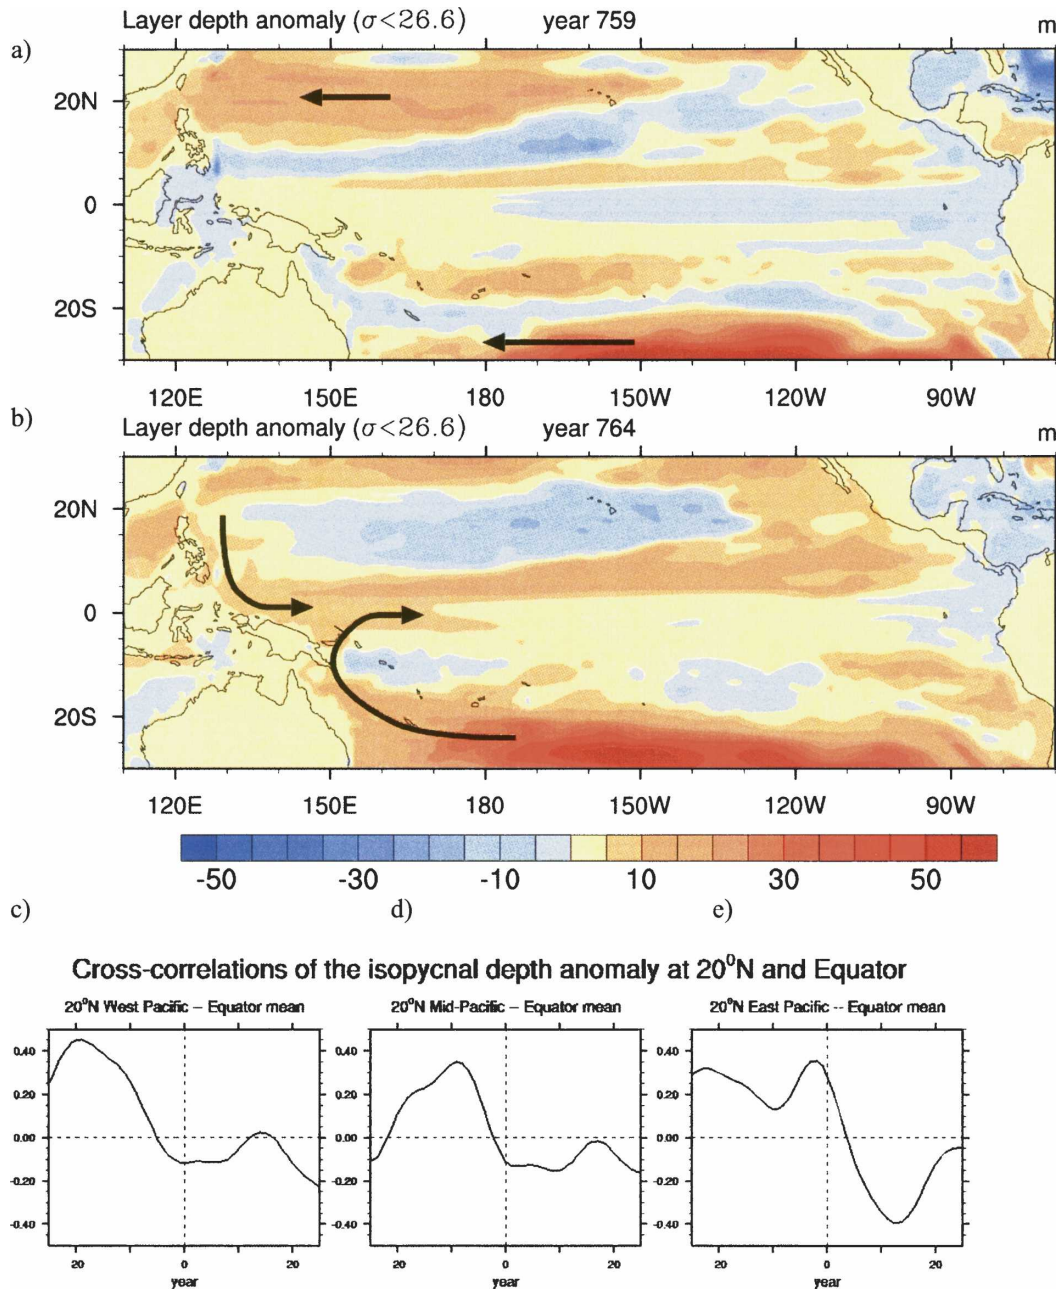 Layer depth anomaly (σ<26.6) year 759 m
a)
20N
0
20S
120E 150E 180 150W 120W 90W
b)
Layer depth anomaly (σ<26.6) year 764 m
20N
0
20S
120E 150E 180 150W 120W 90W
-50 -30 -10 10 30 50
c) d) e)
Cross-correlations of the isopycnal depth anomaly at 20⁰N and Equator
20⁰N West Pacific – Equator mean 20⁰N Mid-Pacific – Equator mean 20⁰N East Pacific -- Equator mean
0.40 0.40 0.40
0.20 0.20 0.20
0.00 0.00 0.00
-0.20 -0.20 -0.20
-0.40 -0.40 -0.40
20 0 20 20 0 20 20 0 20
year year year